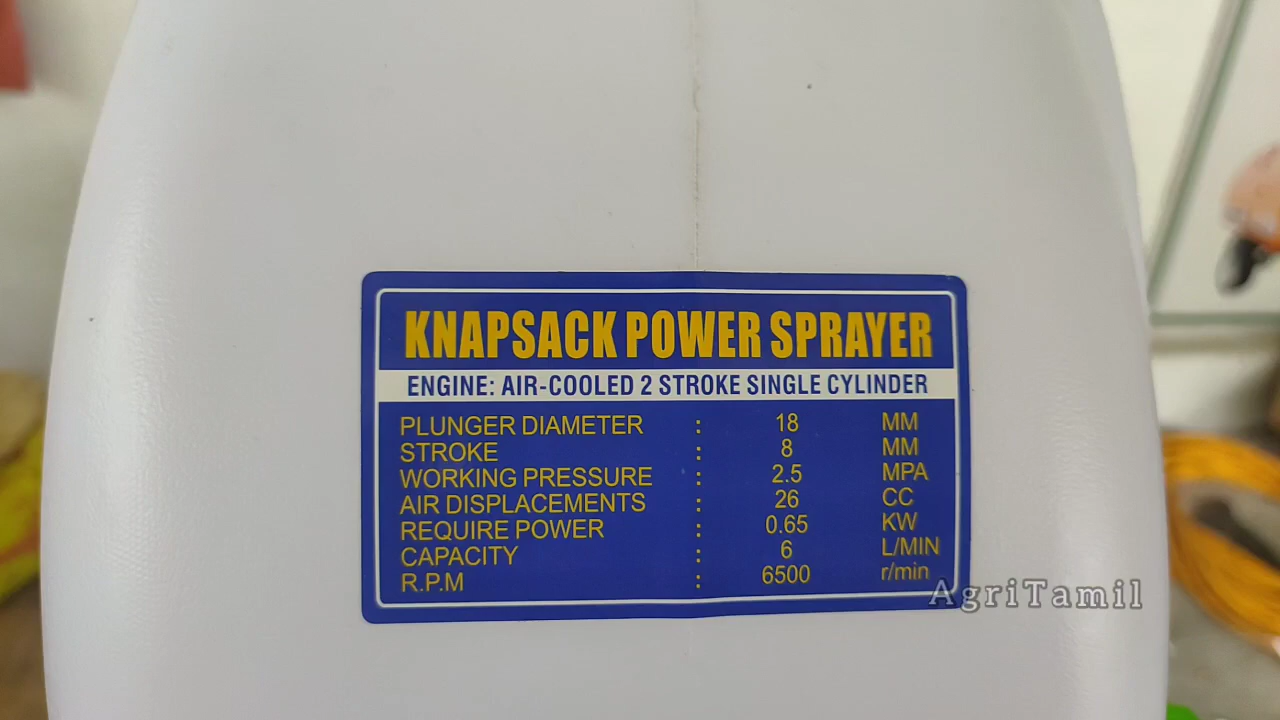 KNAPSACK POWER SPRAYER
ENGINE: AIR-COOLED 2 STROKE SINGLE CYLINDER
PLUNGER DIAMETER : 18 MM
STROKE : 8 MM
WORKING PRESSURE : 2.5 MPA
AIR DISPLACEMENTS : 26 CC
REQUIRE POWER : 0.65 KW
CAPACITY : 6 L/MIN
R.P.M : 6500 r/min
AgriTamil